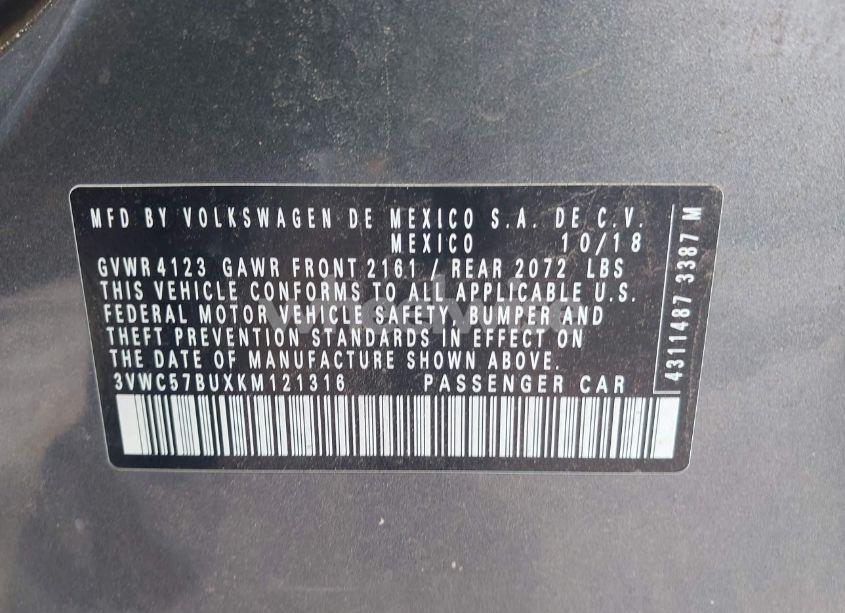 MFD BY VOLKSWAGEN DE MEXICO S.A. DE C.V.
MEXICO 10/18
GVWR 4123 GAWR FRONT 2161 / REAR 2072 LBS
THIS VEHICLE CONFORMS TO ALL APPLICABLE U.S.
FEDERAL MOTOR VEHICLE SAFETY, BUMPER AND
THEFT PREVENTION STANDARDS IN EFFECT ON
THE DATE OF MANUFACTURE SHOWN ABOVE.
3VWC57BUXKM121316 PASSENGER CAR
4311487 3387 M